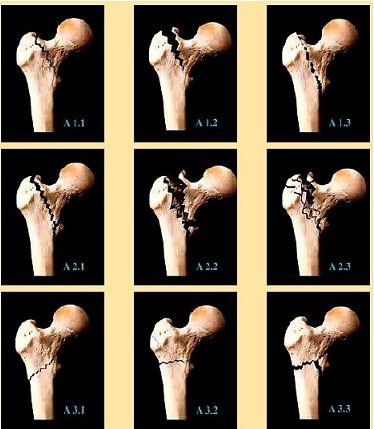 A 1.1
A 1.2
A 1.3
A 2.1
A 2.2
A 2.3
A 3.1
A 3.2
A 3.3